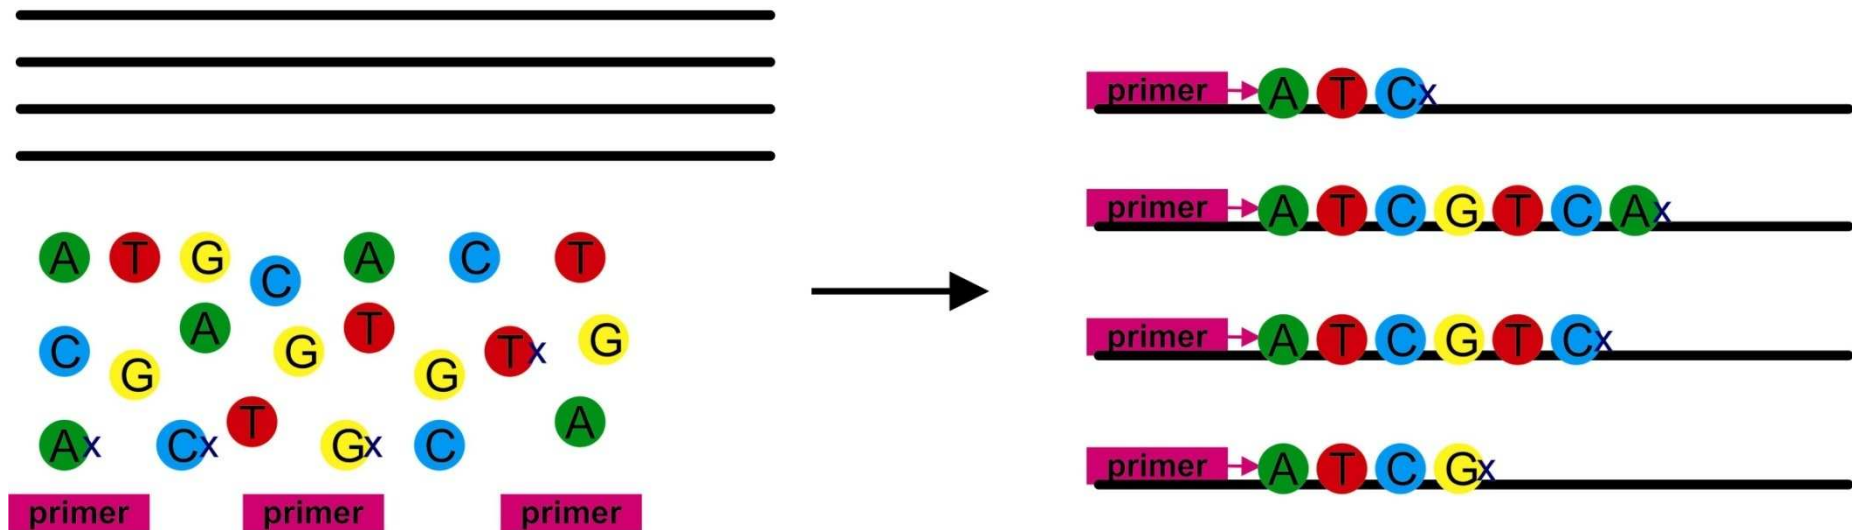 primer A T Cx
primer A T C G T C Ax
A T G C A C T
C G A G T G Tx G
primer A T C G T Cx
Ax Cx T Gx C A
primer A T C Gx
primer primer primer